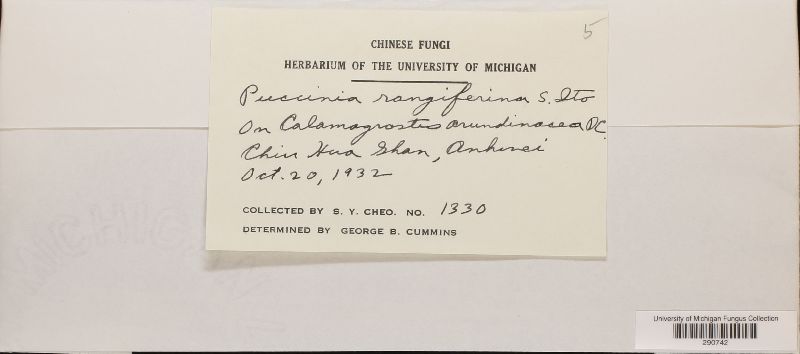 5
CHINESE FUNGI
HERBARIUM OF THE UNIVERSITY OF MICHIGAN
Puccinia rangiferina S. Ito
On Calamagrostis arundinacea DC.
Chiu Hua Shan, Anhwei
Oct. 20, 1932
COLLECTED BY S. Y. CHEO. NO. 1330
DETERMINED BY GEORGE B. CUMMINS
MICHIG
University of Michigan Fungus Collection
290742